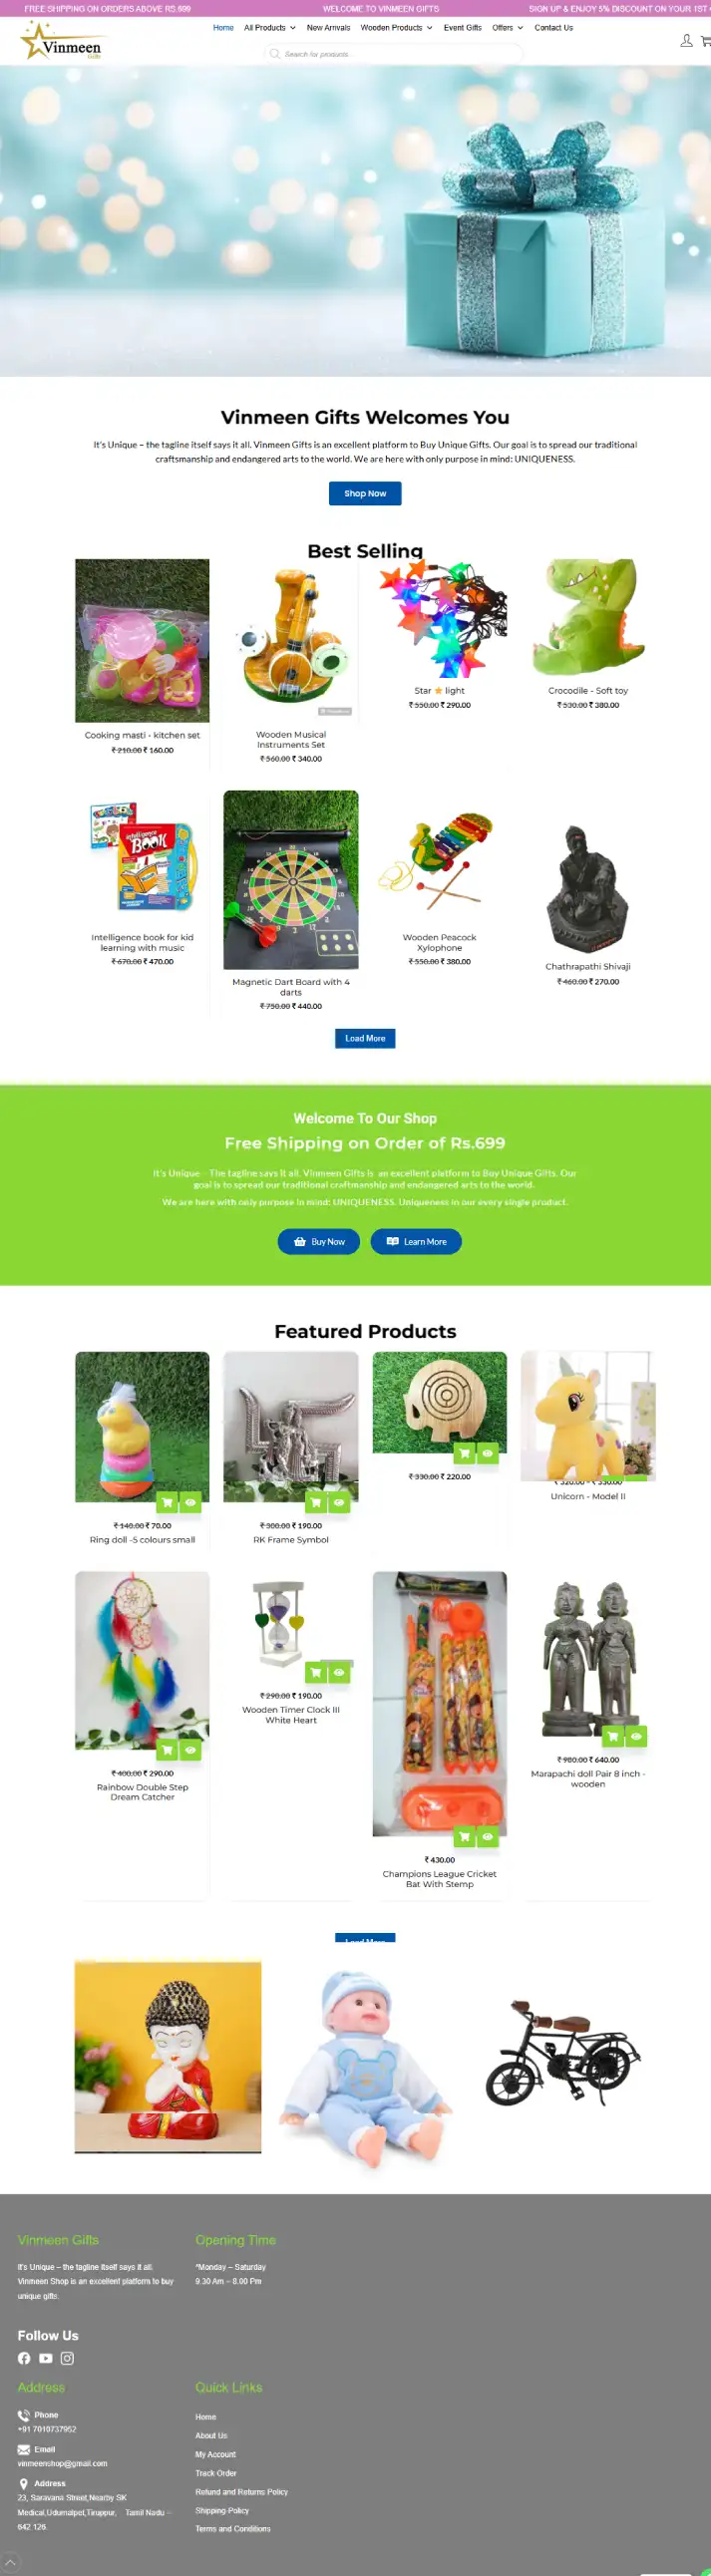 FREE SHIPPING ON ORDERS ABOVE RS.699
WELCOME TO VINMEEN GIFTS
SIGN UP & ENJOY 5% DISCOUNT ON YOUR 1ST
Vinmeen
Gifts
Home
All Products
New Arrivals
Wooden Products
Event Gifts
Offers
Contact Us
Search for products
Vinmeen Gifts Welcomes You
It's Unique – the tagline itself says it all. Vinmeen Gifts is an excellent platform to Buy Unique Gifts. Our goal is to spread our traditional
craftsmanship and endangered arts to the world. We are here with only purpose in mind: UNIQUENESS.
Shop Now
Best Selling
Cooking masti - kitchen set
₹ 210.00 ₹ 160.00
Wooden Musical
Instruments Set
₹ 560.00 ₹ 340.00
Star ⭐ light
₹ 550.00 ₹ 290.00
Crocodile - Soft toy
₹ 530.00 ₹ 380.00
Intelligence
BOOK
Intelligence book for kid
learning with music
₹ 670.00 ₹ 470.00
Magnetic Dart Board with 4
darts
₹ 750.00 ₹ 440.00
Wooden Peacock
Xylophone
₹ 550.00 ₹ 380.00
Chathrapathi Shivaji
₹ 460.00 ₹ 270.00
Load More
Welcome To Our Shop
Free Shipping on Order of Rs.699
It's Unique – The tagline says it all. Vinmeen Gifts is an excellent platform to Buy Unique Gifts. Our
goal is to spread our traditional craftmanship and endangered arts to the world.
We are here with only purpose in mind: UNIQUENESS. Uniqueness in our every single product.
Buy Now
Learn More
Featured Products
₹ 140.00 ₹ 70.00
Ring doll -5 colours small
₹ 300.00 ₹ 190.00
RK Frame Symbol
₹ 330.00 ₹ 220.00
Unicorn - Model II
₹ 400.00 ₹ 290.00
Rainbow Double Step
Dream Catcher
₹ 290.00 ₹ 190.00
Wooden Timer Clock III
White Heart
₹ 430.00
Champions League Cricket
Bat With Stemp
₹ 980.00 ₹ 640.00
Marapachi doll Pair 8 inch -
wooden
Load More
Vinmeen Gifts
It's Unique – the tagline itself says it all.
Vinmeen Shop is an excellent platform to buy
unique gifts.
Opening Time
*Monday – Saturday
9.30 Am – 8.00 Pm
Follow Us
Address
Phone
+91 7010737952
Email
vinmeenshop@gmail.com
Address
23, Saravana Street,Nearby SK
Medical,Udumalpet,Tiruppur, Tamil Nadu –
642 126.
Quick Links
Home
About Us
My Account
Track Order
Refund and Returns Policy
Shipping Policy
Terms and Conditions